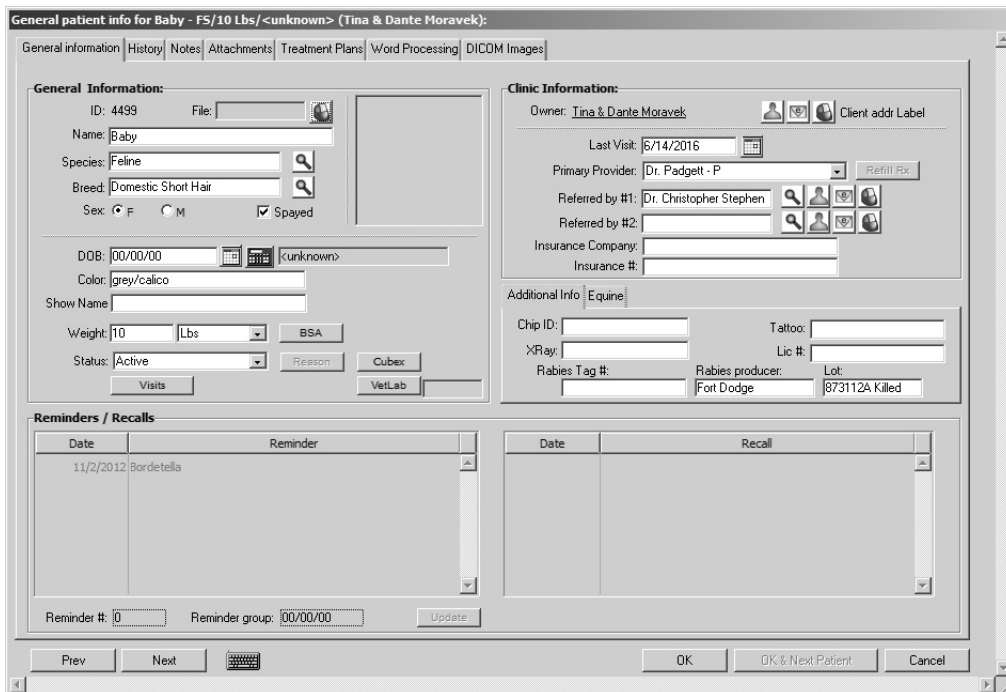 General patient info for Baby - FS/10 Lbs/<unknown> (Tina & Dante Moravek):
General information History Notes Attachments Treatment Plans Word Processing DICOM Images
General Information:
ID: 4499 File:
Name: Baby
Species: Feline
Breed: Domestic Short Hair
Sex: F M Spayed
DOB: 00/00/00 <unknown>
Color: grey/calico
Show Name
Weight: 10 Lbs BSA
Status: Active Reason Cubex
Visits VetLab
Clinic Information:
Owner: Tina & Dante Moravek Client addr Label
Last Visit: 6/14/2016
Primary Provider: Dr. Padgett - P Refill Rx
Referred by #1: Dr. Christopher Stephen
Referred by #2:
Insurance Company:
Insurance #:
Additional Info Equine
Chip ID: Tattoo:
XRay: Lic #:
Rabies Tag #: Rabies producer: Lot:
Fort Dodge 873112A Killed
Reminders / Recalls
Date Reminder
11/2/2012 Bordetella
Date Recall
Reminder #: 0 Reminder group: 00/00/00 Update
Prev Next OK OK & Next Patient Cancel